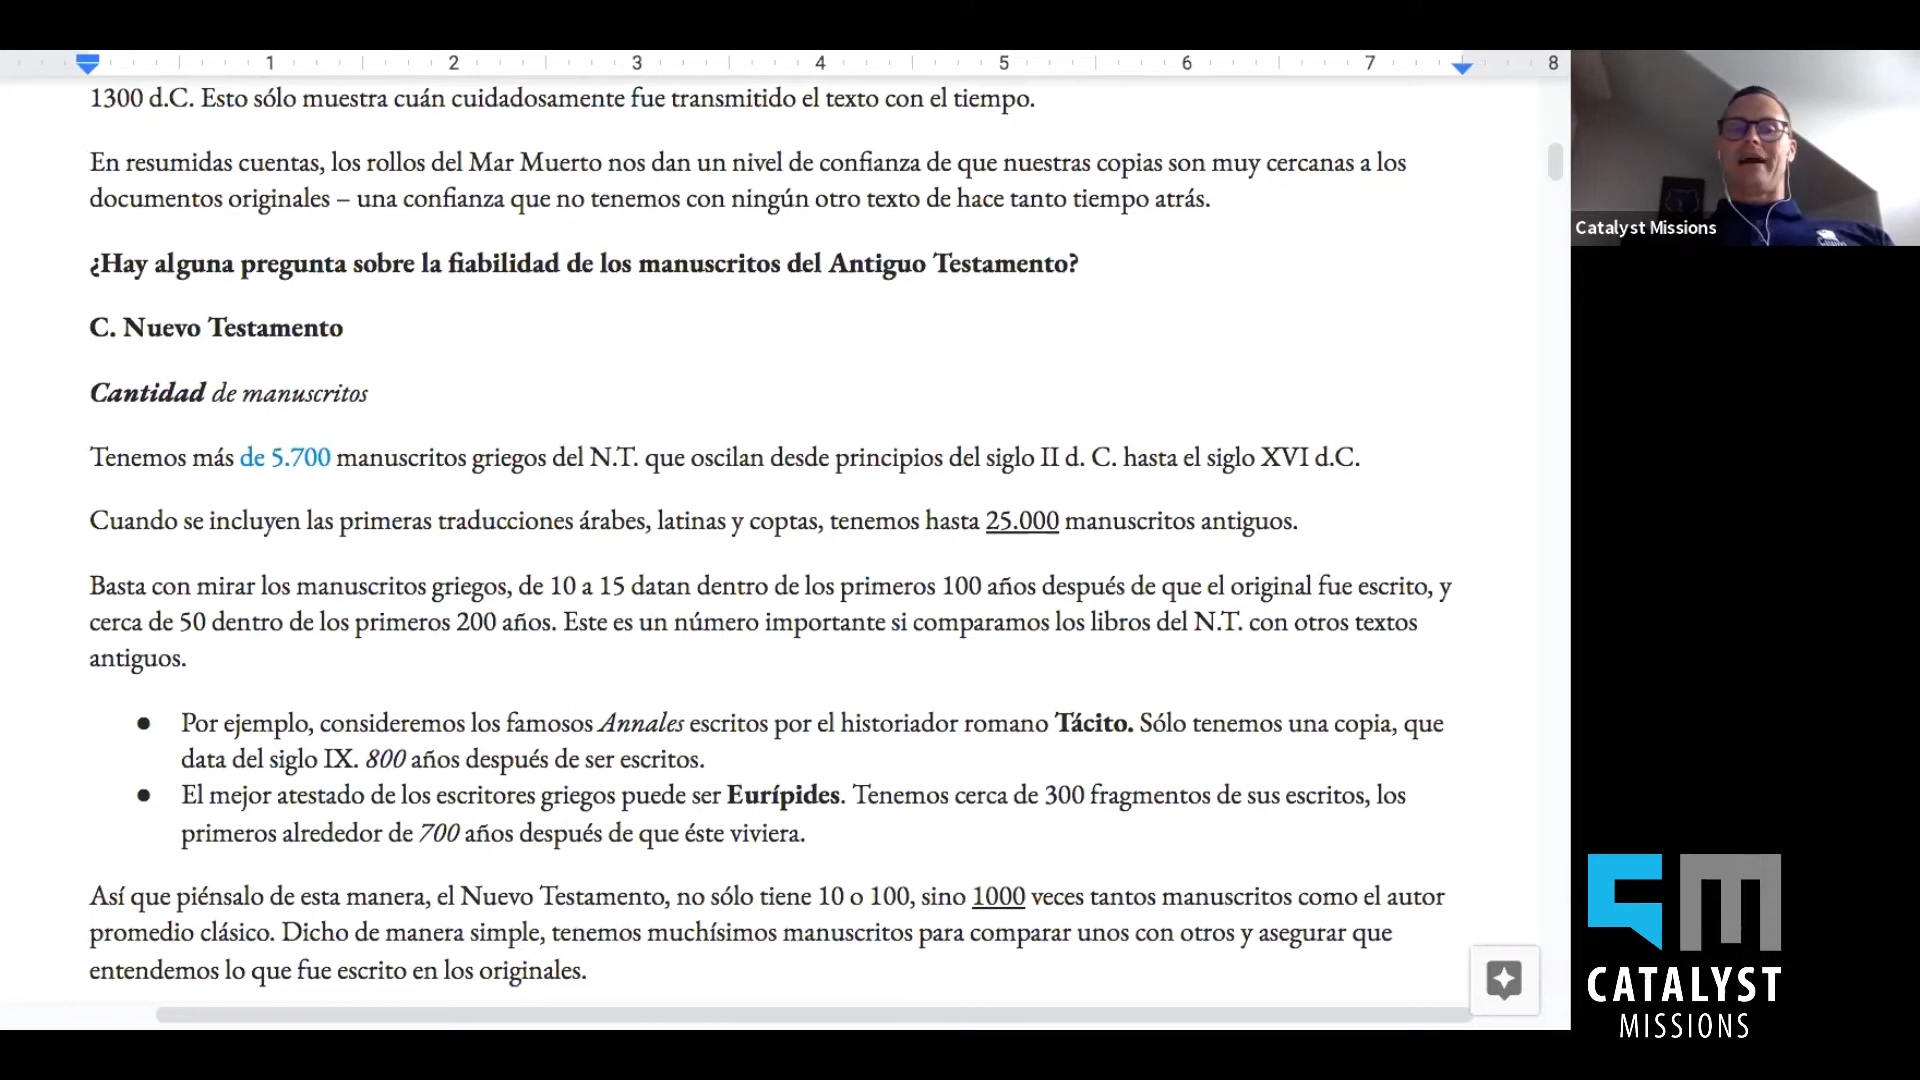 1 2 3 4 5 6 7 8
1300 d.C. Esto sólo muestra cuán cuidadosamente fue transmitido el texto con el tiempo.
En resumidas cuentas, los rollos del Mar Muerto nos dan un nivel de confianza de que nuestras copias son muy cercanas a los
documentos originales – una confianza que no tenemos con ningún otro texto de hace tanto tiempo atrás.
¿Hay alguna pregunta sobre la fiabilidad de los manuscritos del Antiguo Testamento?
C. Nuevo Testamento
Cantidad de manuscritos
Tenemos más de 5.700 manuscritos griegos del N.T. que oscilan desde principios del siglo II d. C. hasta el siglo XVI d.C.
Cuando se incluyen las primeras traducciones árabes, latinas y coptas, tenemos hasta 25.000 manuscritos antiguos.
Basta con mirar los manuscritos griegos, de 10 a 15 datan dentro de los primeros 100 años después de que el original fue escrito, y
cerca de 50 dentro de los primeros 200 años. Este es un número importante si comparamos los libros del N.T. con otros textos
antiguos.
● Por ejemplo, consideremos los famosos Annales escritos por el historiador romano Tácito. Sólo tenemos una copia, que
data del siglo IX. 800 años después de ser escritos.
● El mejor atestado de los escritores griegos puede ser Eurípides. Tenemos cerca de 300 fragmentos de sus escritos, los
primeros alrededor de 700 años después de que éste viviera.
Así que piénsalo de esta manera, el Nuevo Testamento, no sólo tiene 10 o 100, sino 1000 veces tantos manuscritos como el autor
promedio clásico. Dicho de manera simple, tenemos muchísimos manuscritos para comparar unos con otros y asegurar que
entendemos lo que fue escrito en los originales.
Catalyst Missions
CM
CATALYST
MISSIONS